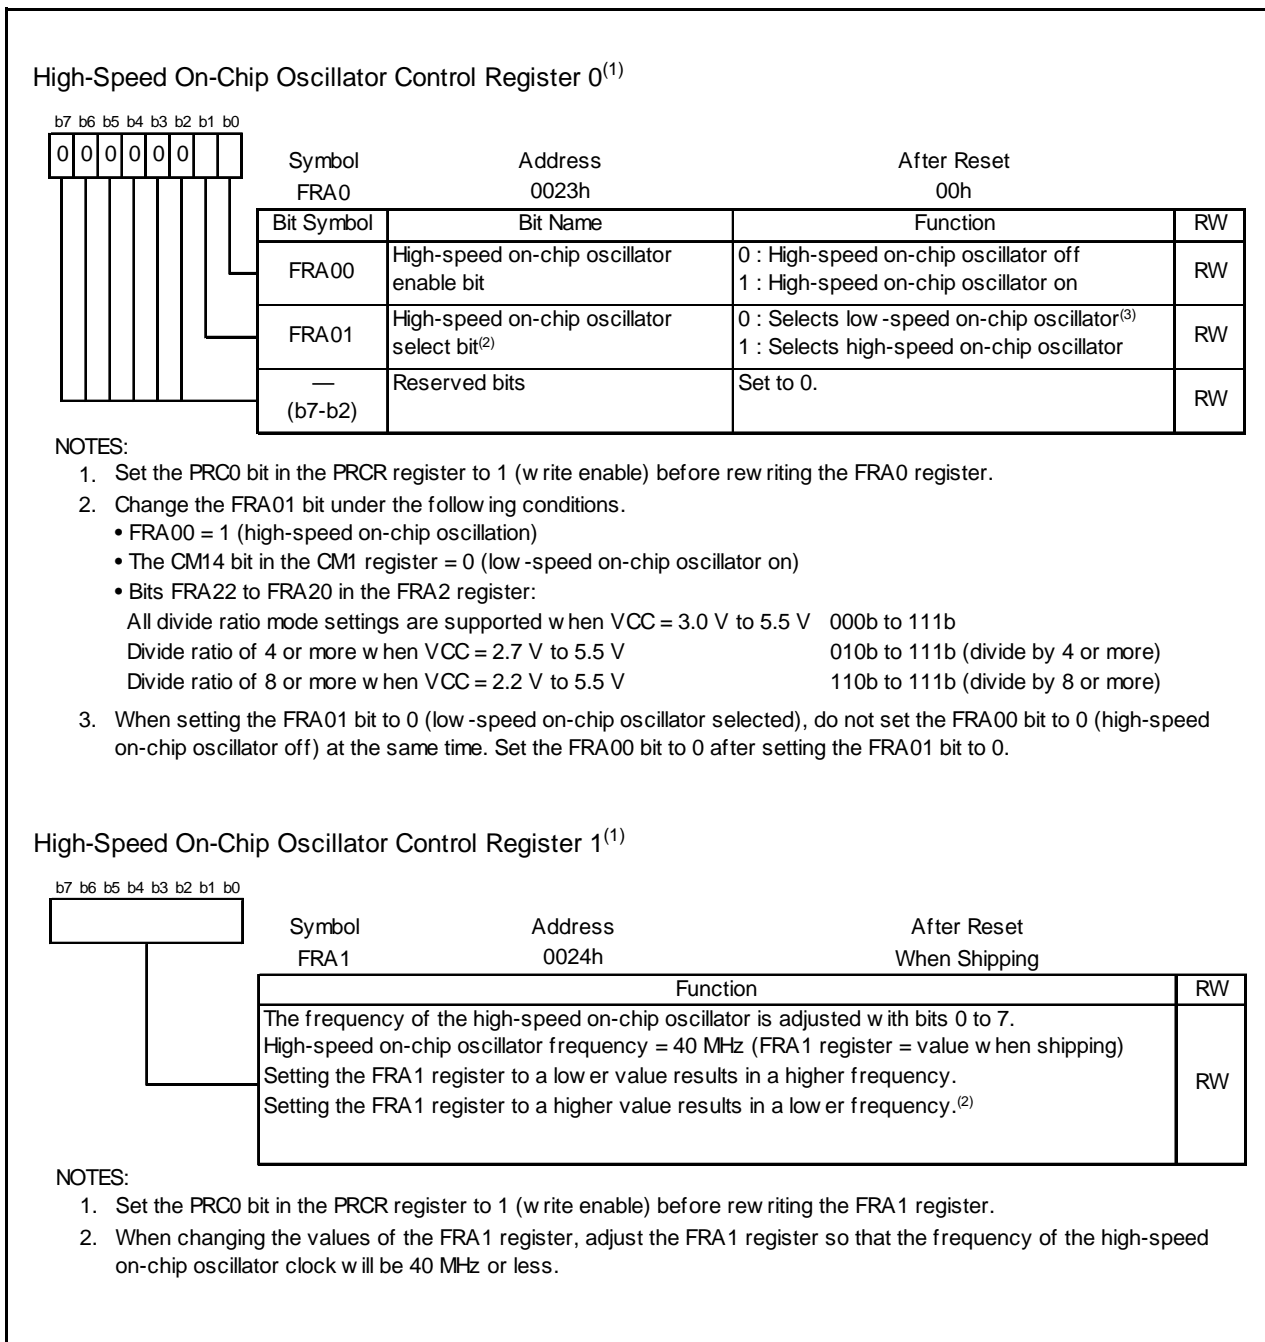 High-Speed On-Chip Oscillator Control Register 0(1)
b7 b6 b5 b4 b3 b2 b1 b0
0 0 0 0 0 0
Symbol Address After Reset
FRA0 0023h 00h
Bit Symbol Bit Name Function RW
FRA00 High-speed on-chip oscillator enable bit 0 : High-speed on-chip oscillator off 1 : High-speed on-chip oscillator on RW
FRA01 High-speed on-chip oscillator select bit(2) 0 : Selects low-speed on-chip oscillator(3) 1 : Selects high-speed on-chip oscillator RW
— (b7-b2) Reserved bits Set to 0. RW
NOTES:
1. Set the PRC0 bit in the PRCR register to 1 (write enable) before rewriting the FRA0 register.
2. Change the FRA01 bit under the following conditions.
• FRA00 = 1 (high-speed on-chip oscillation)
• The CM14 bit in the CM1 register = 0 (low-speed on-chip oscillator on)
• Bits FRA22 to FRA20 in the FRA2 register:
All divide ratio mode settings are supported when VCC = 3.0 V to 5.5 V 000b to 111b
Divide ratio of 4 or more when VCC = 2.7 V to 5.5 V 010b to 111b (divide by 4 or more)
Divide ratio of 8 or more when VCC = 2.2 V to 5.5 V 110b to 111b (divide by 8 or more)
3. When setting the FRA01 bit to 0 (low-speed on-chip oscillator selected), do not set the FRA00 bit to 0 (high-speed
on-chip oscillator off) at the same time. Set the FRA00 bit to 0 after setting the FRA01 bit to 0.
High-Speed On-Chip Oscillator Control Register 1(1)
b7 b6 b5 b4 b3 b2 b1 b0
Symbol Address After Reset
FRA1 0024h When Shipping
Function RW
The frequency of the high-speed on-chip oscillator is adjusted with bits 0 to 7.
High-speed on-chip oscillator frequency = 40 MHz (FRA1 register = value when shipping)
Setting the FRA1 register to a lower value results in a higher frequency.
Setting the FRA1 register to a higher value results in a lower frequency.(2)
RW
NOTES:
1. Set the PRC0 bit in the PRCR register to 1 (write enable) before rewriting the FRA1 register.
2. When changing the values of the FRA1 register, adjust the FRA1 register so that the frequency of the high-speed
on-chip oscillator clock will be 40 MHz or less.